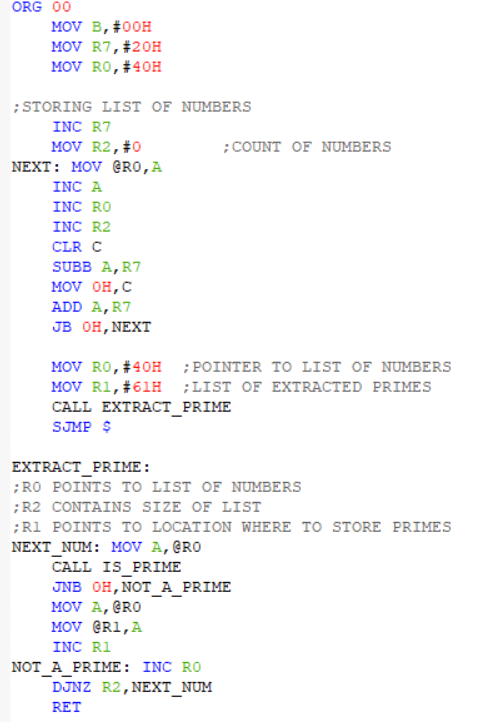 ORG 00
MOV B,#00H
MOV R7,#20H
MOV R0,#40H
;STORING LIST OF NUMBERS
INC R7
MOV R2,#0 ;COUNT OF NUMBERS
NEXT: MOV @R0,A
INC A
INC R0
INC R2
CLR C
SUBB A,R7
MOV 0H,C
ADD A,R7
JB 0H,NEXT
MOV R0,#40H ;POINTER TO LIST OF NUMBERS
MOV R1,#61H ;LIST OF EXTRACTED PRIMES
CALL EXTRACT_PRIME
SJMP $
EXTRACT_PRIME:
;R0 POINTS TO LIST OF NUMBERS
;R2 CONTAINS SIZE OF LIST
;R1 POINTS TO LOCATION WHERE TO STORE PRIMES
NEXT_NUM: MOV A,@R0
CALL IS_PRIME
JNB 0H,NOT_A_PRIME
MOV A,@R0
MOV @R1,A
INC R1
NOT_A_PRIME: INC R0
DJNZ R2,NEXT_NUM
RET